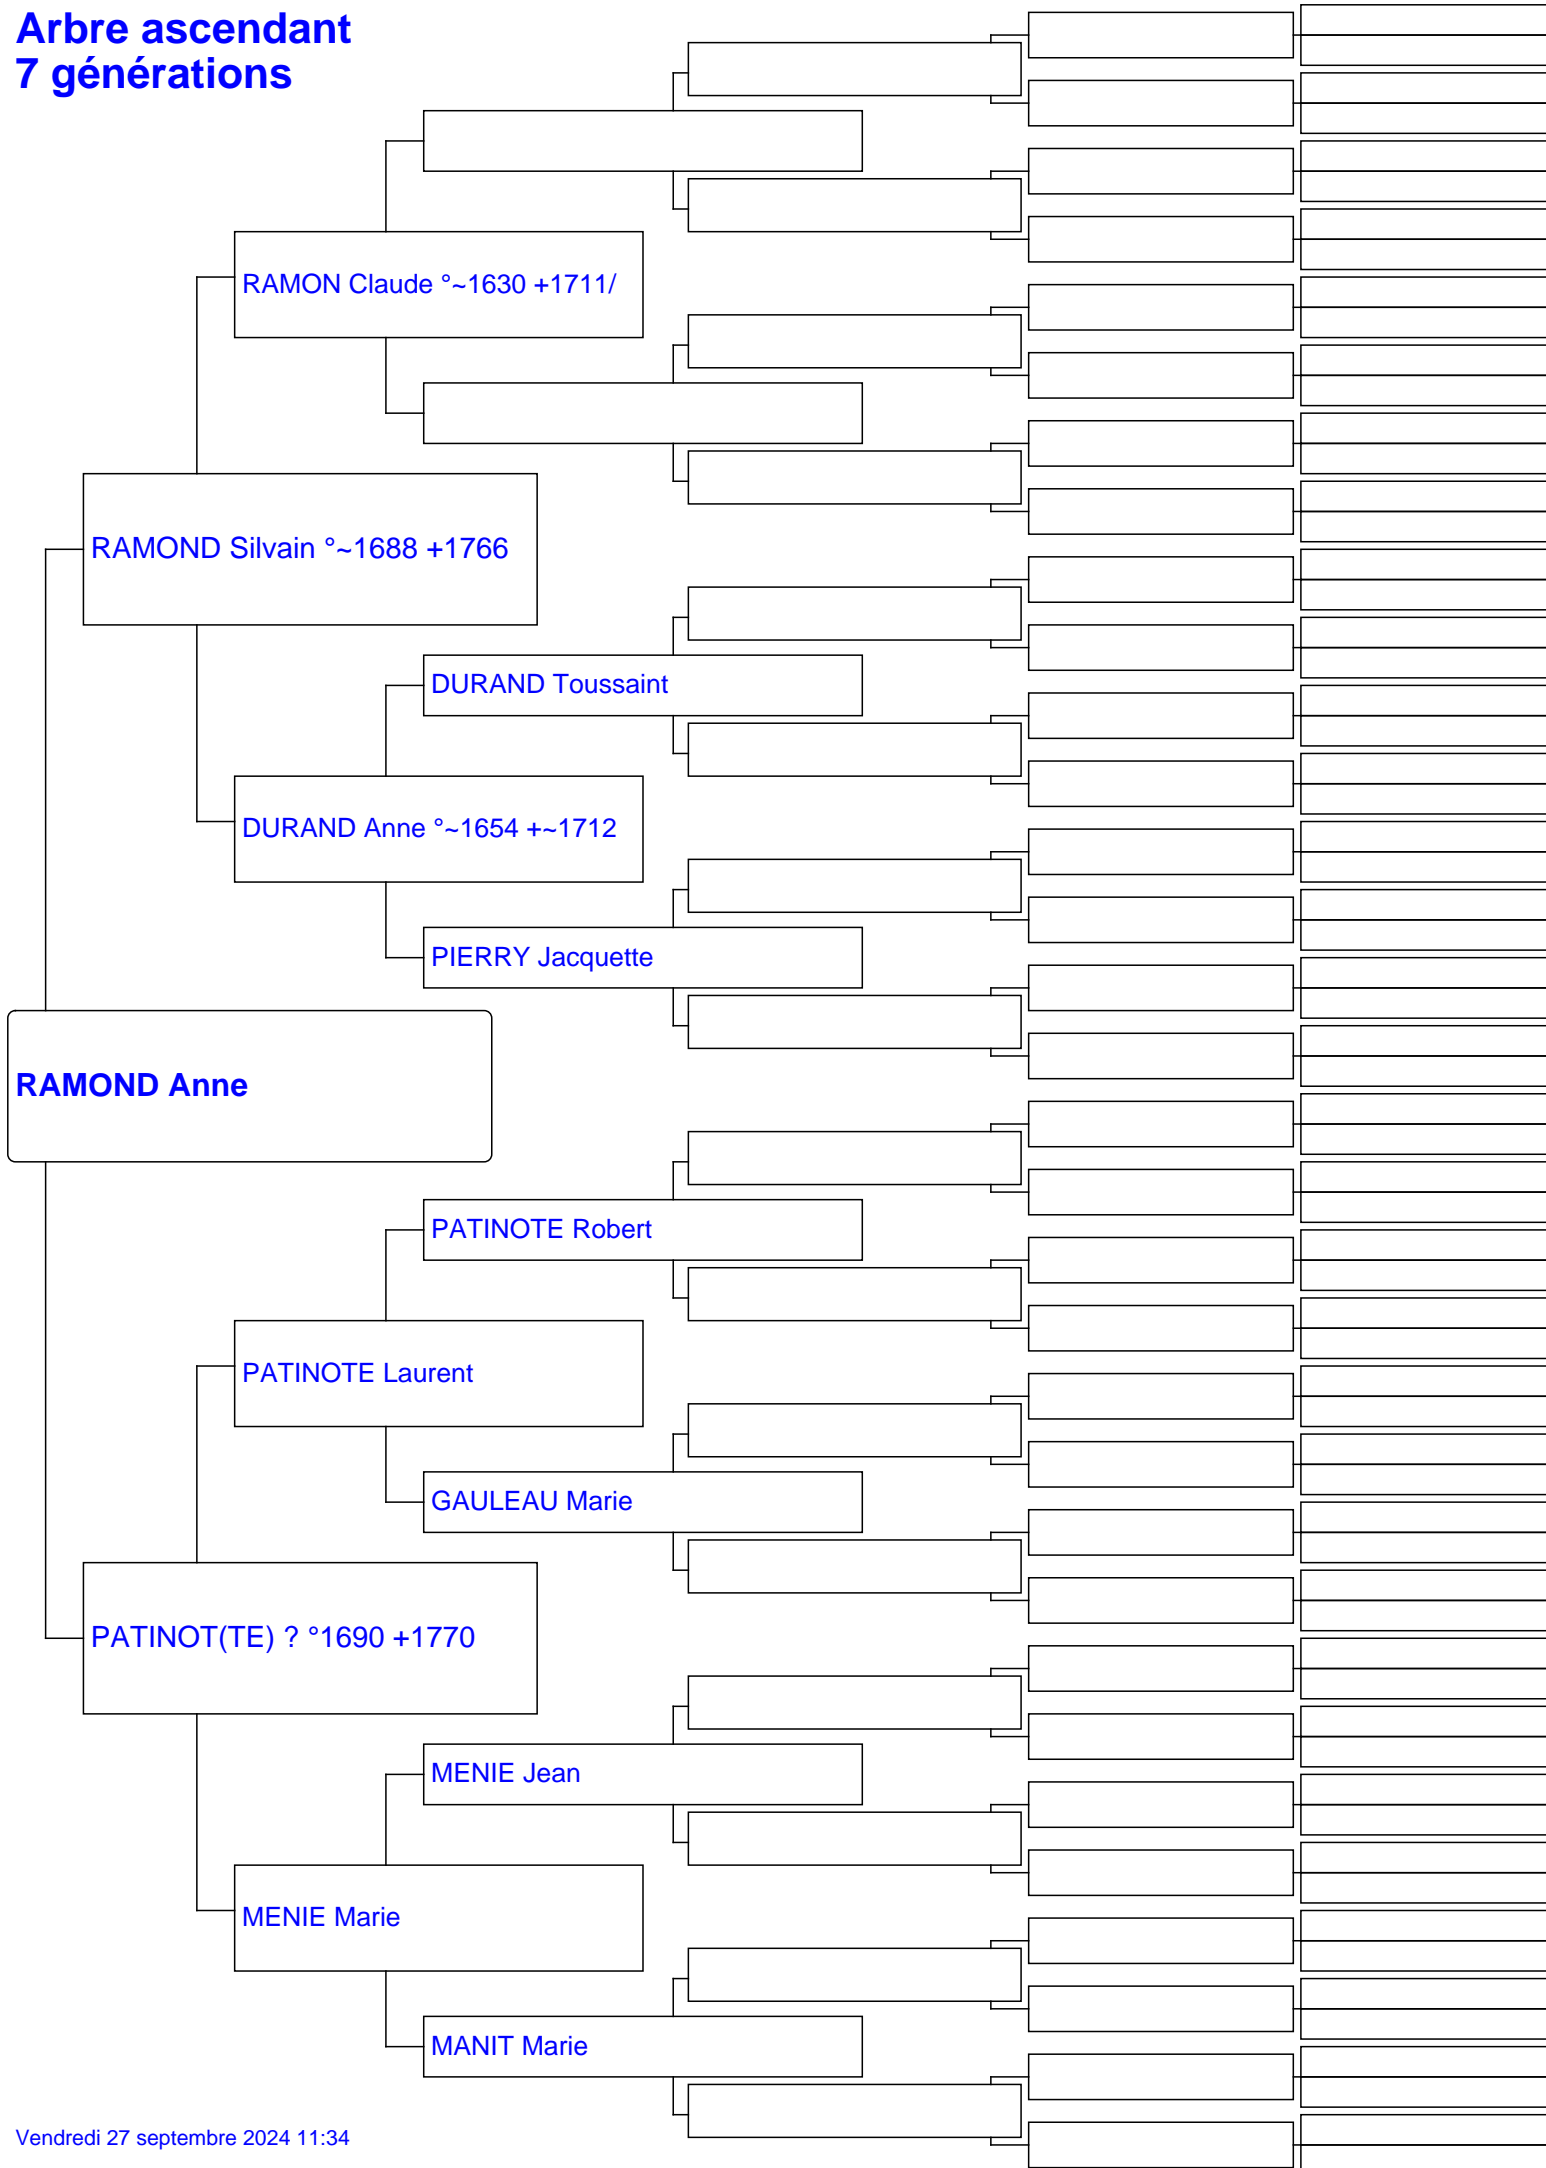 Arbre ascendant
7 générations
RAMON Claude °~1630 +1711/
RAMOND Silvain °~1688 +1766
DURAND Toussaint
DURAND Anne °~1654 +~1712
PIERRY Jacquette
RAMOND Anne
PATINOTE Robert
PATINOTE Laurent
GAULEAU Marie
PATINOT(TE) ? °1690 +1770
MENIE Jean
MENIE Marie
MANIT Marie
Vendredi 27 septembre 2024 11:34